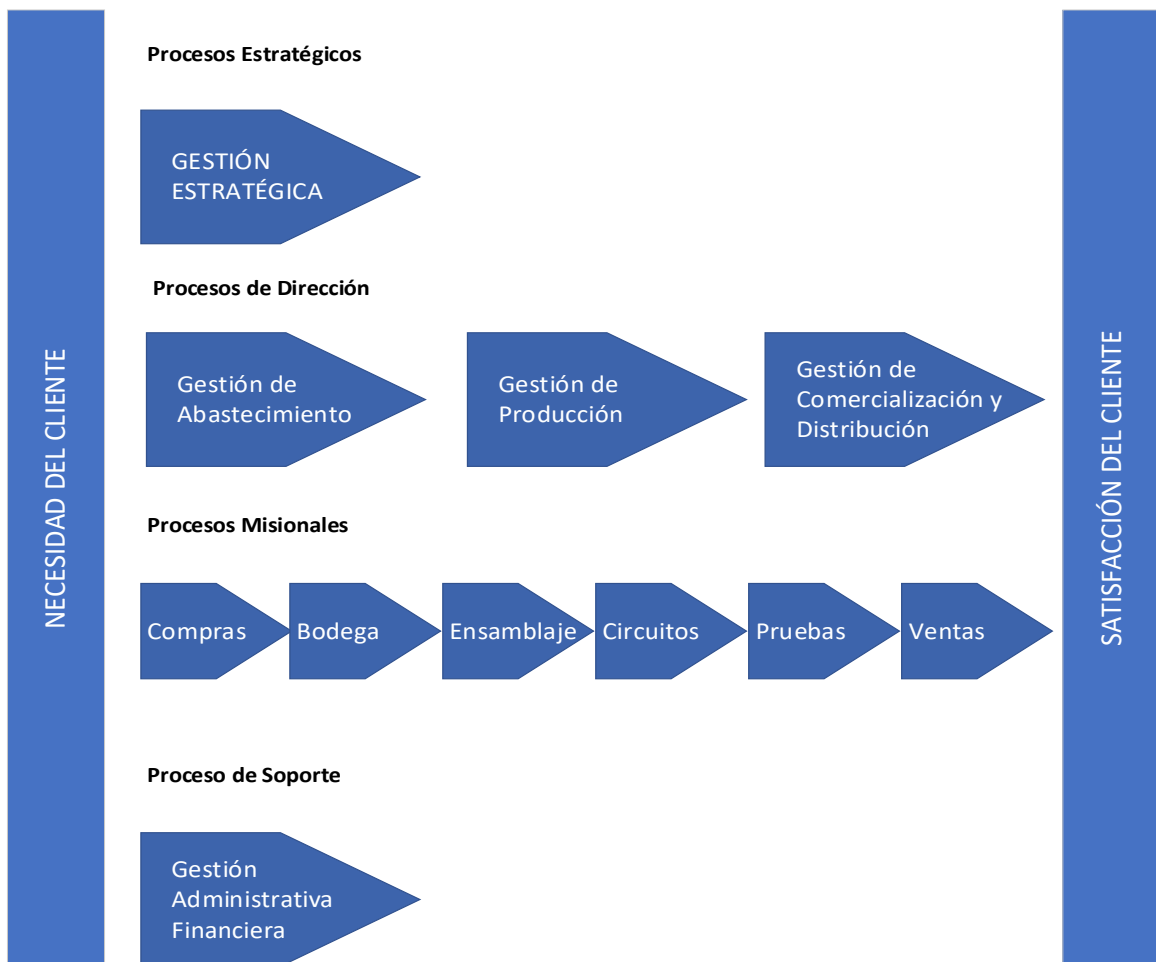 NECESIDAD DEL CLIENTE
Procesos Estratégicos
GESTIÓN
ESTRATÉGICA
Procesos de Dirección
Gestión de
Abastecimiento
Gestión de
Producción
Gestión de
Comercialización y
Distribución
Procesos Misionales
Compras
Bodega
Ensamblaje
Circuitos
Pruebas
Ventas
Proceso de Soporte
Gestión
Administrativa
Financiera
SATISFACCIÓN DEL CLIENTE